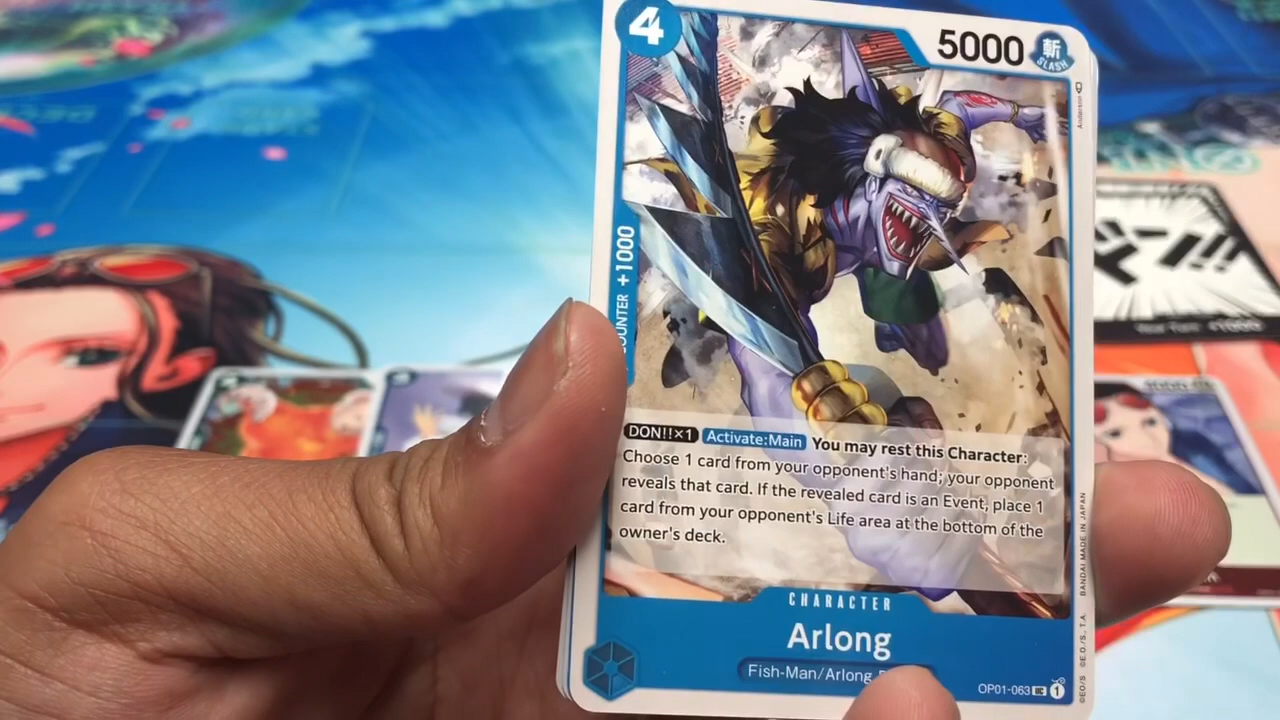 4
5000
斬
SLASH
Anderson
COUNTER +1000
DON!!×1 Activate:Main You may rest this Character:
Choose 1 card from your opponent's hand; your opponent
reveals that card. If the revealed card is an Event, place 1
card from your opponent's Life area at the bottom of the
owner's deck.
CHARACTER
Arlong
Fish-Man/Arlong
OP01-063 UC 1
©E.O./S., T.A. BANDAI MADE IN JAPAN
©EO/S